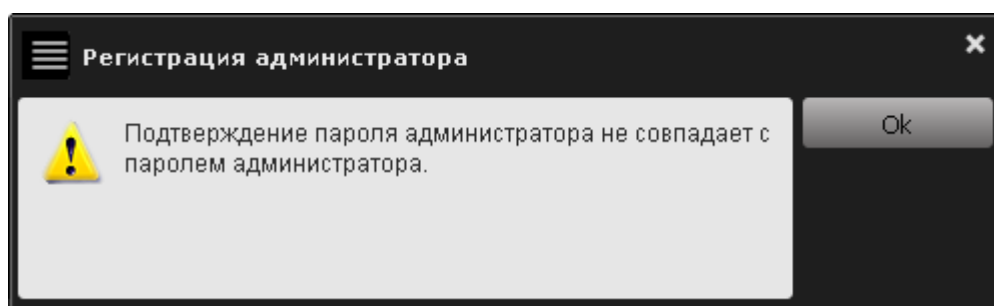 Регистрация администратора
Подтверждение пароля администратора не совпадает с
паролем администратора.
Ok